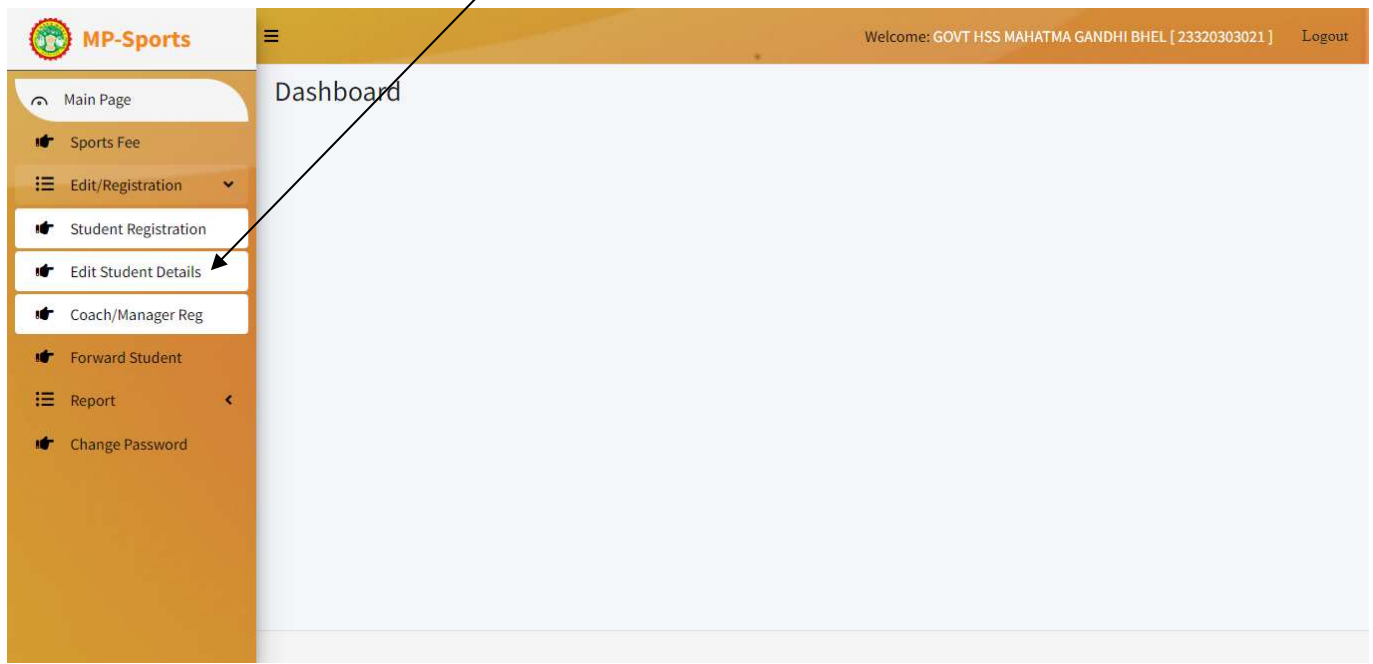 MP-Sports
Welcome: GOVT HSS MAHATMA GANDHI BHEL [ 23320303021 ] Logout
Main Page
Dashboard
Sports Fee
Edit/Registration
Student Registration
Edit Student Details
Coach/Manager Reg
Forward Student
Report
Change Password